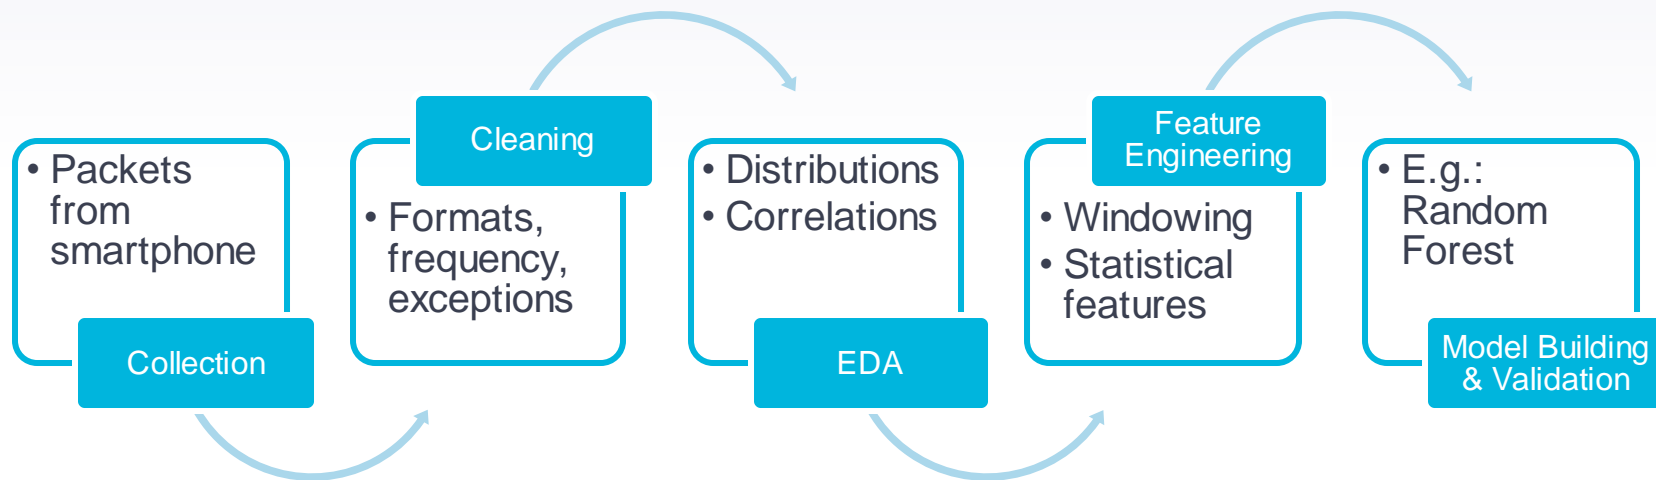 • Packets
from
smartphone
Collection
Cleaning
• Formats,
frequency,
exceptions
• Distributions
• Correlations
EDA
Feature
Engineering
• Windowing
• Statistical
features
• E.g.:
Random
Forest
Model Building
& Validation